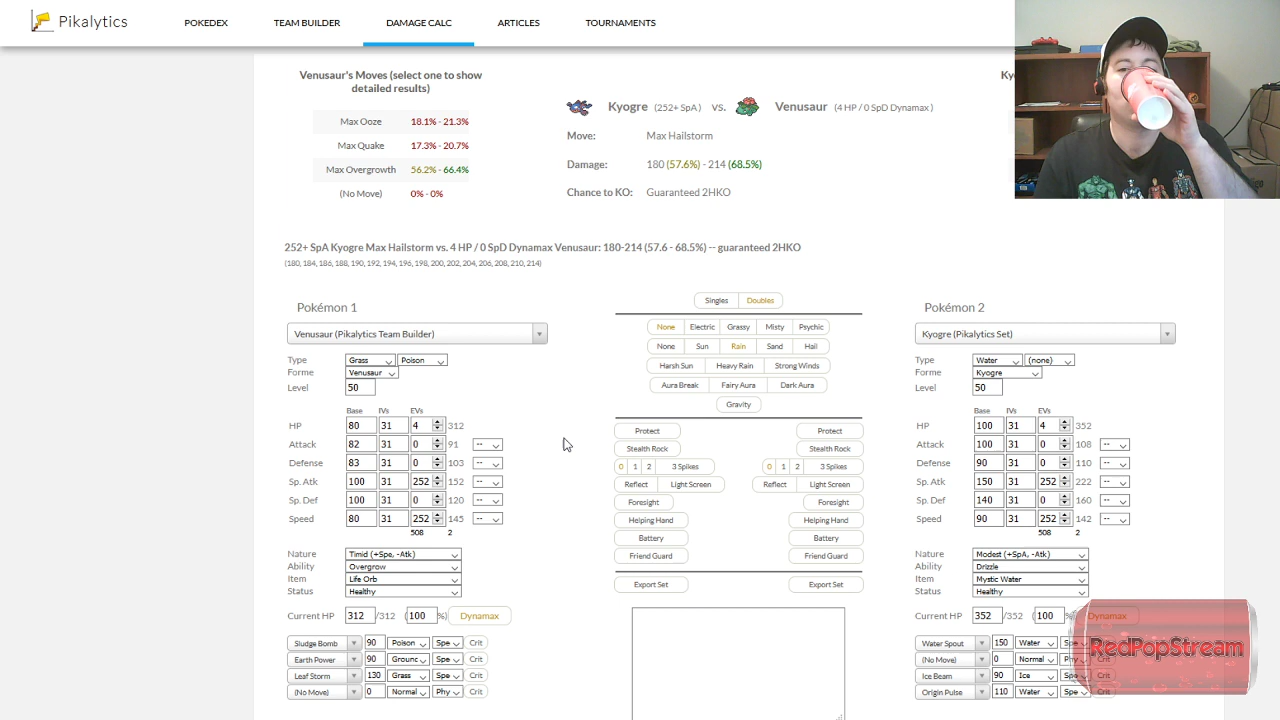 Pikalytics POKEDEX TEAM BUILDER DAMAGE CALC ARTICLES TOURNAMENTS
Venusaur's Moves (select one to show
detailed results)
Ky
Max Ooze 18.1% - 21.3%
Max Quake 17.3% - 20.7%
Max Overgrowth 56.2% - 66.4%
(No Move) 0% - 0%
Kyogre (252+ SpA ) vs. Venusaur (4 HP / 0 SpD Dynamax )
Move: Max Hailstorm
Damage: 180 (57.6%) - 214 (68.5%)
Chance to KO: Guaranteed 2HKO
252+ SpA Kyogre Max Hailstorm vs. 4 HP / 0 SpD Dynamax Venusaur: 180-214 (57.6 - 68.5%) -- guaranteed 2HKO
(180, 184, 186, 188, 190, 192, 194, 196, 198, 200, 202, 204, 206, 208, 210, 214)
Pokémon 1
Venusaur (Pikalytics Team Builder)
Type Grass Poison
Forme Venusaur
Level 50
Base IVs EVs
HP 80 31 4 312
Attack 82 31 0 91 --
Defense 83 31 0 103 --
Sp. Atk 100 31 252 152 --
Sp. Def 100 31 0 120 --
Speed 80 31 252 145 --
508 2
Nature Timid (+Spe, -Atk)
Ability Overgrow
Item Life Orb
Status Healthy
Current HP 312 /312 (100 %) Dynamax
Sludge Bomb 90 Poison Spe Crit
Earth Power 90 Grounc Spe Crit
Leaf Storm 130 Grass Spe Crit
(No Move) 0 Normal Phy Crit
Singles Doubles
None Electric Grassy Misty Psychic
None Sun Rain Sand Hail
Harsh Sun Heavy Rain Strong Winds
Aura Break Fairy Aura Dark Aura
Gravity
Protect Protect
Stealth Rock Stealth Rock
0 1 2 3 Spikes 0 1 2 3 Spikes
Reflect Light Screen Reflect Light Screen
Foresight Foresight
Helping Hand Helping Hand
Battery Battery
Friend Guard Friend Guard
Export Set Export Set
Pokémon 2
Kyogre (Pikalytics Set)
Type Water (none)
Forme Kyogre
Level 50
Base IVs EVs
HP 100 31 4 352
Attack 100 31 0 108 --
Defense 90 31 0 110 --
Sp. Atk 150 31 252 222 --
Sp. Def 140 31 0 160 --
Speed 90 31 252 142 --
508 2
Nature Modest (+SpA, -Atk)
Ability Drizzle
Item Mystic Water
Status Healthy
Current HP 352 /352 (100 %) Dynamax
Water Spout 150 Water Spe Crit
(No Move) 0 Normal Phy Crit
Ice Beam 90 Ice Spe Crit
Origin Pulse 110 Water Spe Crit
RedPopStream